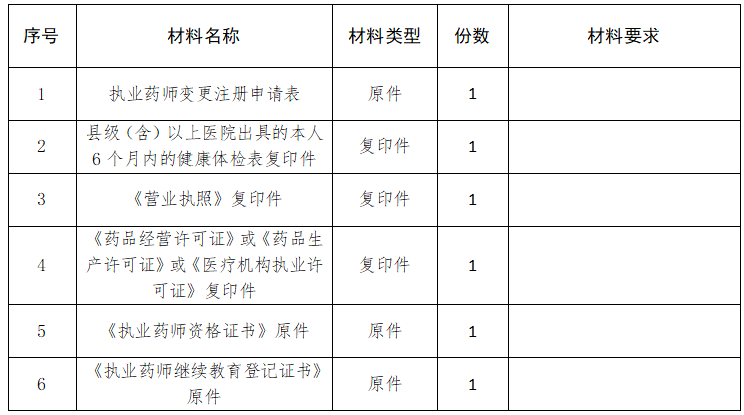 序号 材料名称 材料类型 份数 材料要求
1 执业药师变更注册申请表 原件 1
2 县级（含）以上医院出具的本人
6个月内的健康体检表复印件 复印件 1
3 《营业执照》复印件 复印件 1
4 《药品经营许可证》或《药品生
产许可证》或《医疗机构执业许
可证》复印件 复印件 1
5 《执业药师资格证书》原件 原件 1
6 《执业药师继续教育登记证书》
原件 原件 1